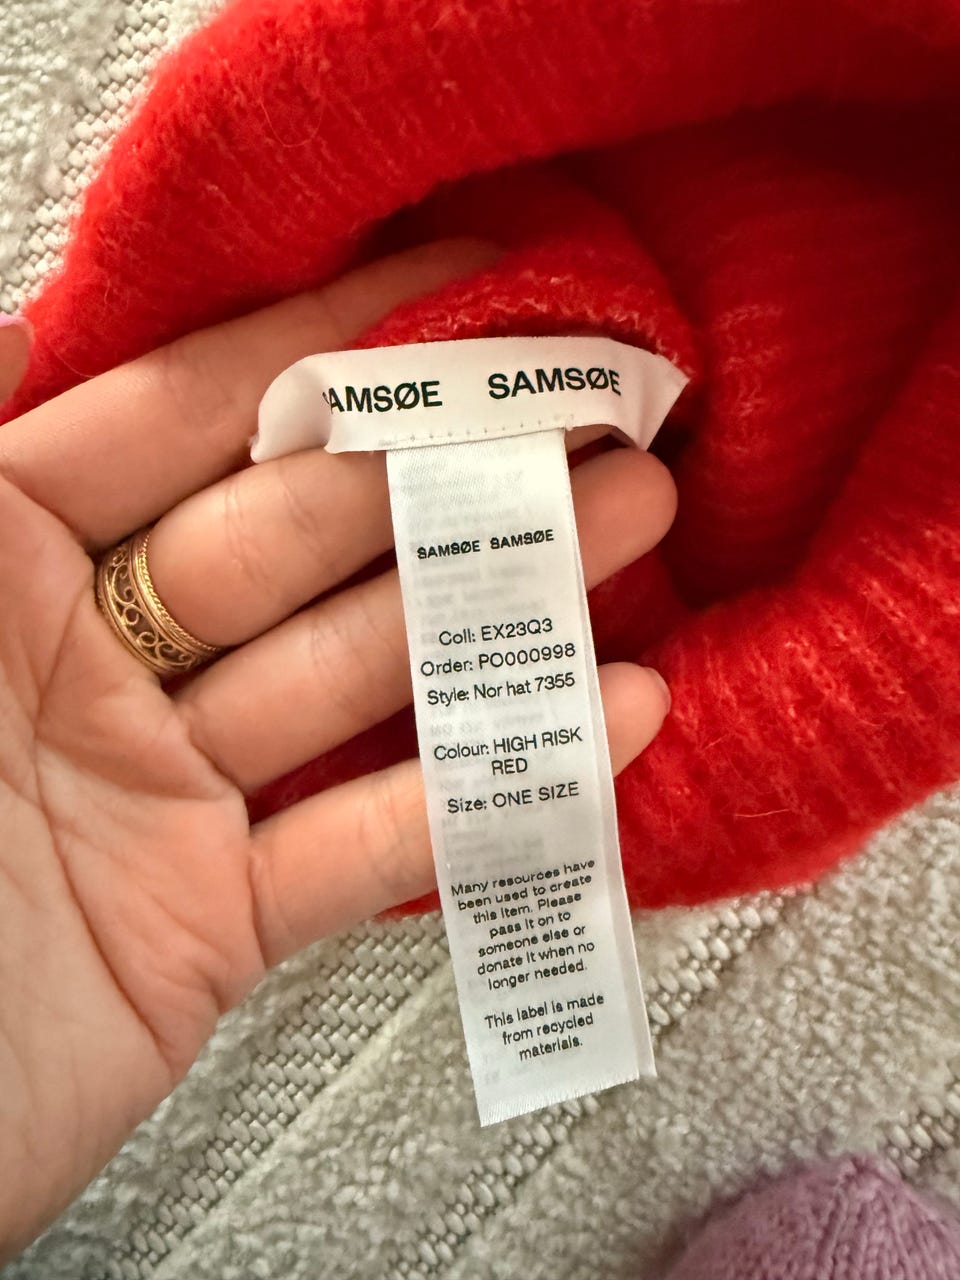 SAMSØE SAMSØE
SAMSØE SAMSØE
Coll: EX23Q3
Order: PO000998
Style: Nor hat 7355
Colour: HIGH RISK
RED
Size: ONE SIZE
Many resources have
been used to create
this item. Please
pass it on to
someone else or
donate it when no
longer needed.
This label is made
from recycled
materials.